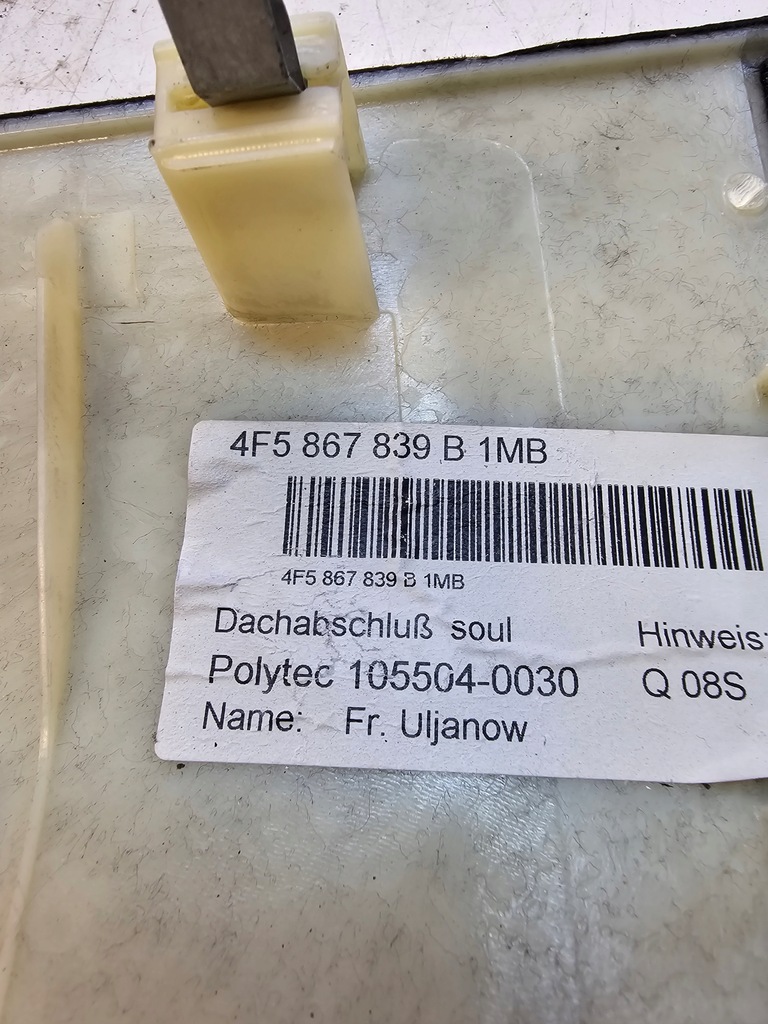 4F5 867 839 B 1MB
4F5 867 839 B 1MB
Dachabschluß soul Hinweis:
Polytec 105504-0030 Q 08S
Name: Fr. Uljanow